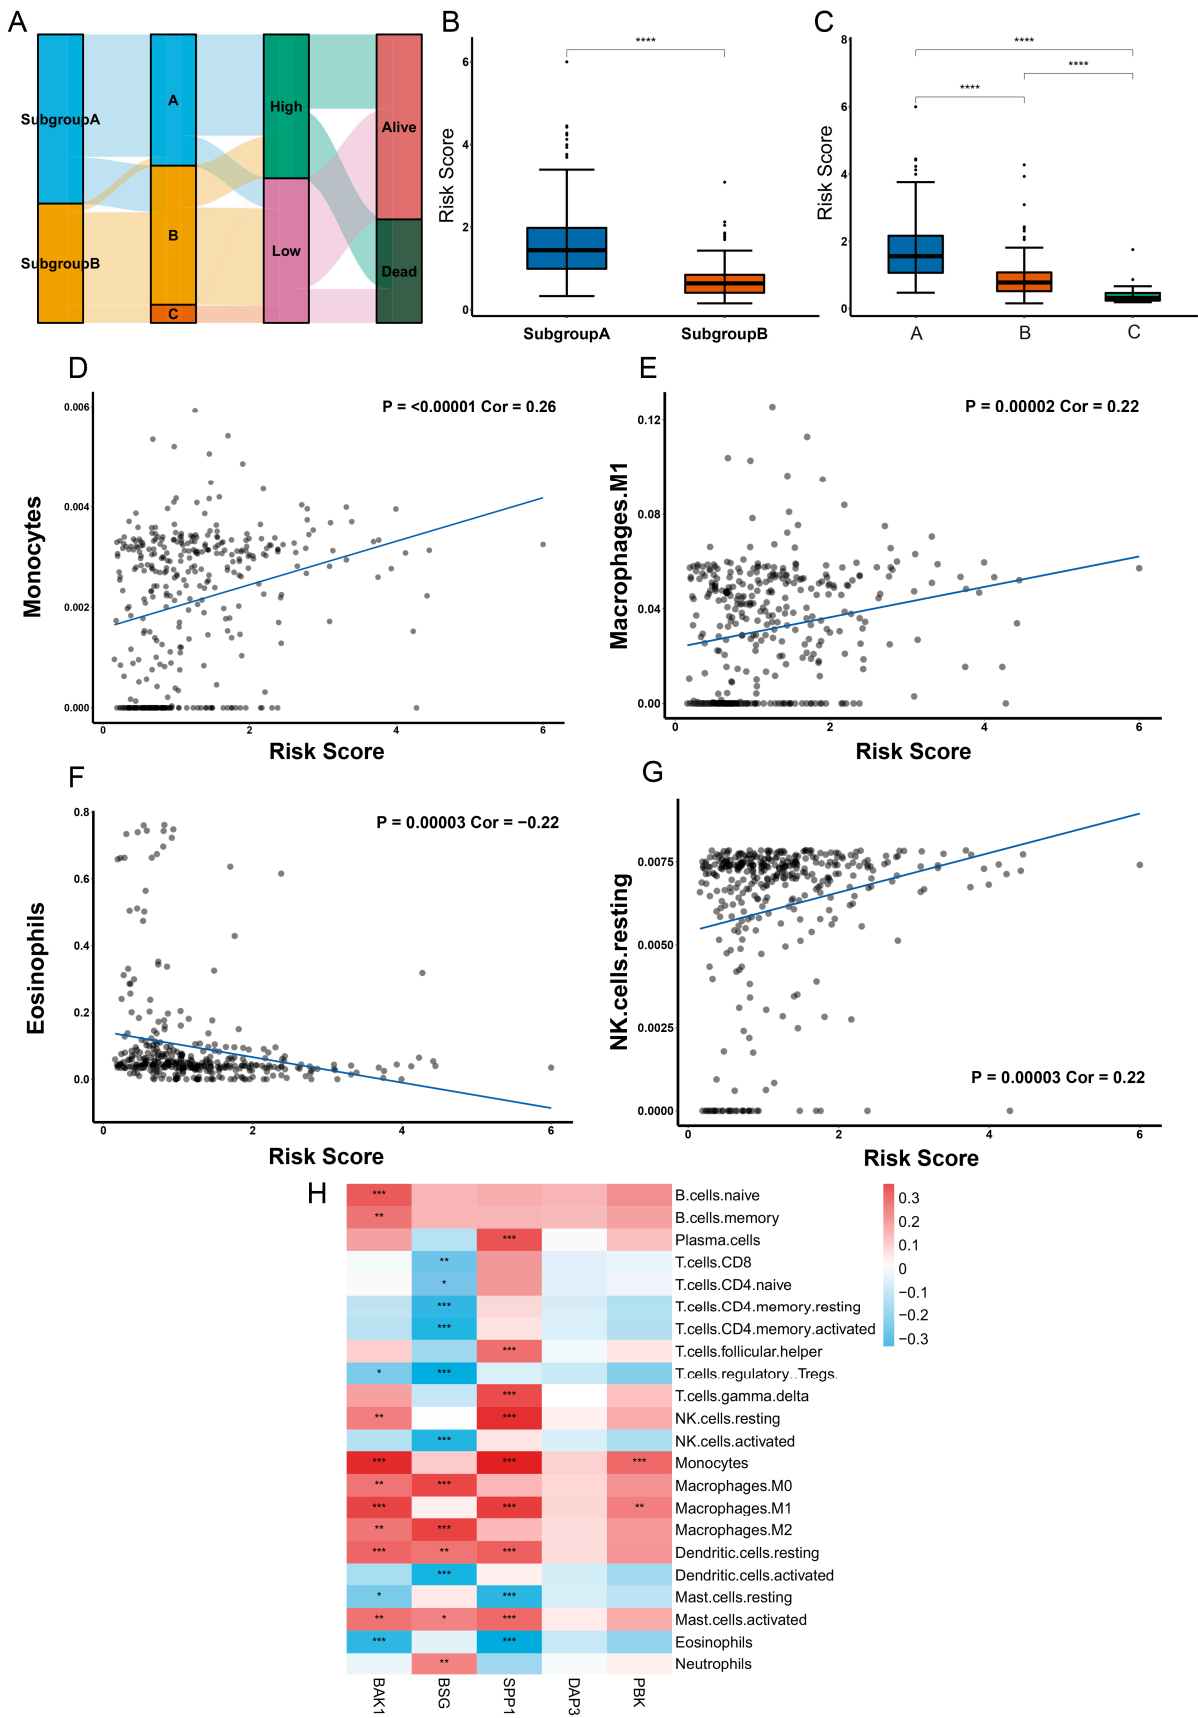 A
SubgroupA
SubgroupB
A
B
C
High
Low
Alive
Dead
B
Risk Score
6
4
2
0
****
SubgroupA
SubgroupB
C
Risk Score
8
6
4
2
0
****
****
****
A
B
C
D
Monocytes
0.006
0.004
0.002
0.000
P = <0.00001 Cor = 0.26
0
2
4
6
Risk Score
E
Macrophages.M1
0.12
0.08
0.04
0.00
P = 0.00002 Cor = 0.22
0
2
4
6
Risk Score
F
Eosinophils
0.8
0.6
0.4
0.2
0.0
P = 0.00003 Cor = −0.22
0
2
4
6
Risk Score
G
NK.cells.resting
0.0075
0.0050
0.0025
0.0000
P = 0.00003 Cor = 0.22
0
2
4
6
Risk Score
H
*** B.cells.naive
** B.cells.memory
*** Plasma.cells
** T.cells.CD8
* T.cells.CD4.naive
*** T.cells.CD4.memory.resting
*** T.cells.CD4.memory.activated
*** T.cells.follicular.helper
* *** T.cells.regulatory..Tregs.
*** T.cells.gamma.delta
** *** NK.cells.resting
*** NK.cells.activated
*** *** *** Monocytes
** *** Macrophages.M0
*** *** ** Macrophages.M1
** *** Macrophages.M2
*** ** *** Dendritic.cells.resting
*** Dendritic.cells.activated
* *** Mast.cells.resting
** * *** Mast.cells.activated
*** *** Eosinophils
** Neutrophils
BAK1
BSG
SPP1
DAP3
PBK
0.3
0.2
0.1
0
−0.1
−0.2
−0.3